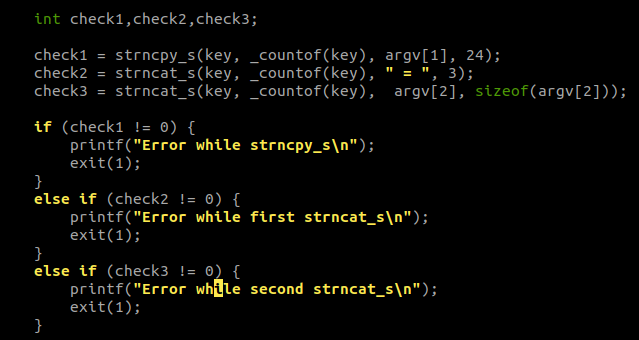 int check1,check2,check3;
check1 = strncpy_s(key, _countof(key), argv[1], 24);
check2 = strncat_s(key, _countof(key), " = ", 3);
check3 = strncat_s(key, _countof(key),  argv[2], sizeof(argv[2]));
if (check1 != 0) {
    printf("Error while strncpy_s\n");
    exit(1);
}
else if (check2 != 0) {
    printf("Error while first strncat_s\n");
    exit(1);
}
else if (check3 != 0) {
    printf("Error while second strncat_s\n");
    exit(1);
}